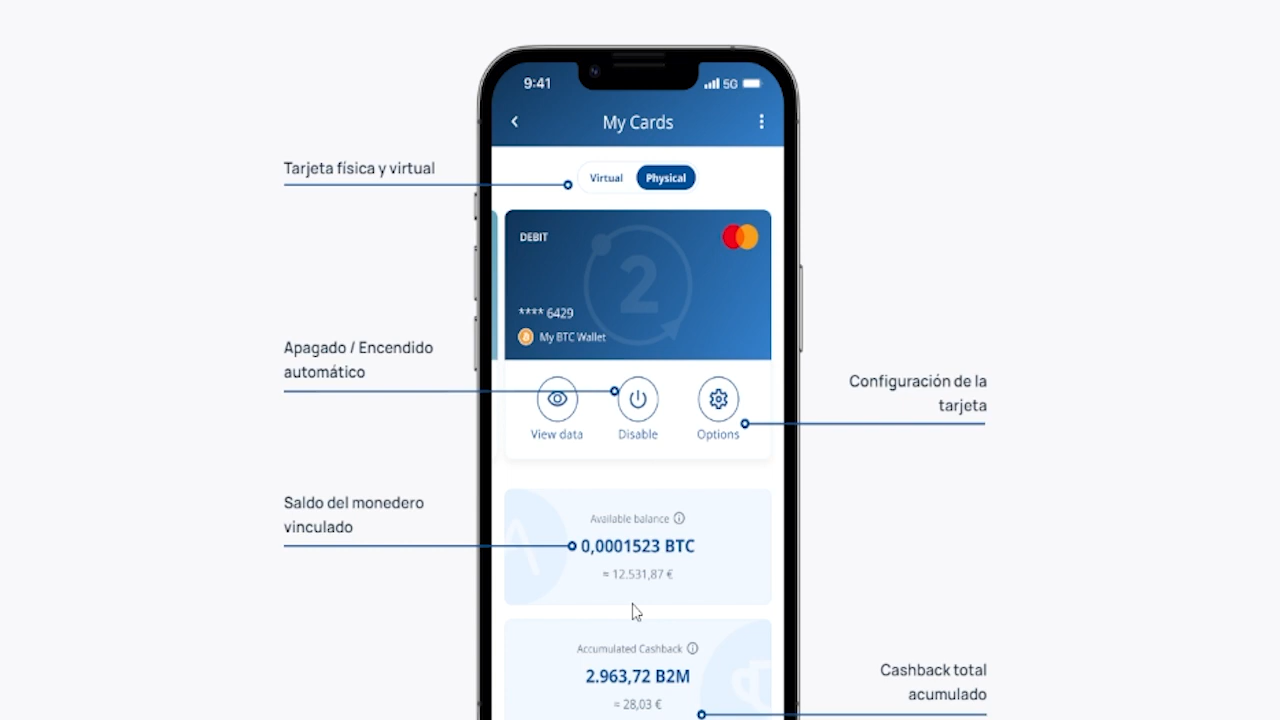 9:41
5G
My Cards
Tarjeta física y virtual
Virtual
Physical
DEBIT
2
**** 6429
My BTC Wallet
Apagado / Encendido
automático
Configuración de la
tarjeta
View data
Disable
Options
Saldo del monedero
vinculado
Available balance
0,0001523 BTC
≈ 12.531,87 €
Accumulated Cashback
2.963,72 B2M
≈ 28,03 €
Cashback total
acumulado